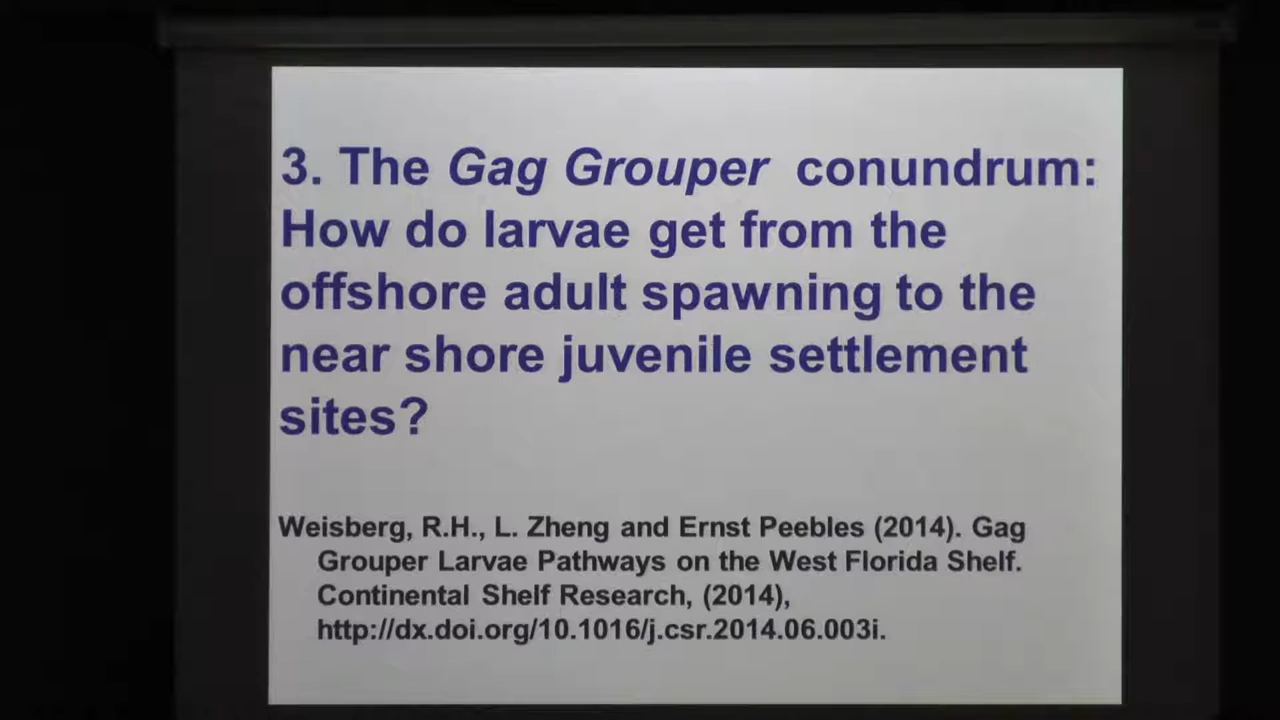 3. The Gag Grouper conundrum:
How do larvae get from the
offshore adult spawning to the
near shore juvenile settlement
sites?
Weisberg, R.H., L. Zheng and Ernst Peebles (2014). Gag
Grouper Larvae Pathways on the West Florida Shelf.
Continental Shelf Research, (2014),
http://dx.doi.org/10.1016/j.csr.2014.06.003i.